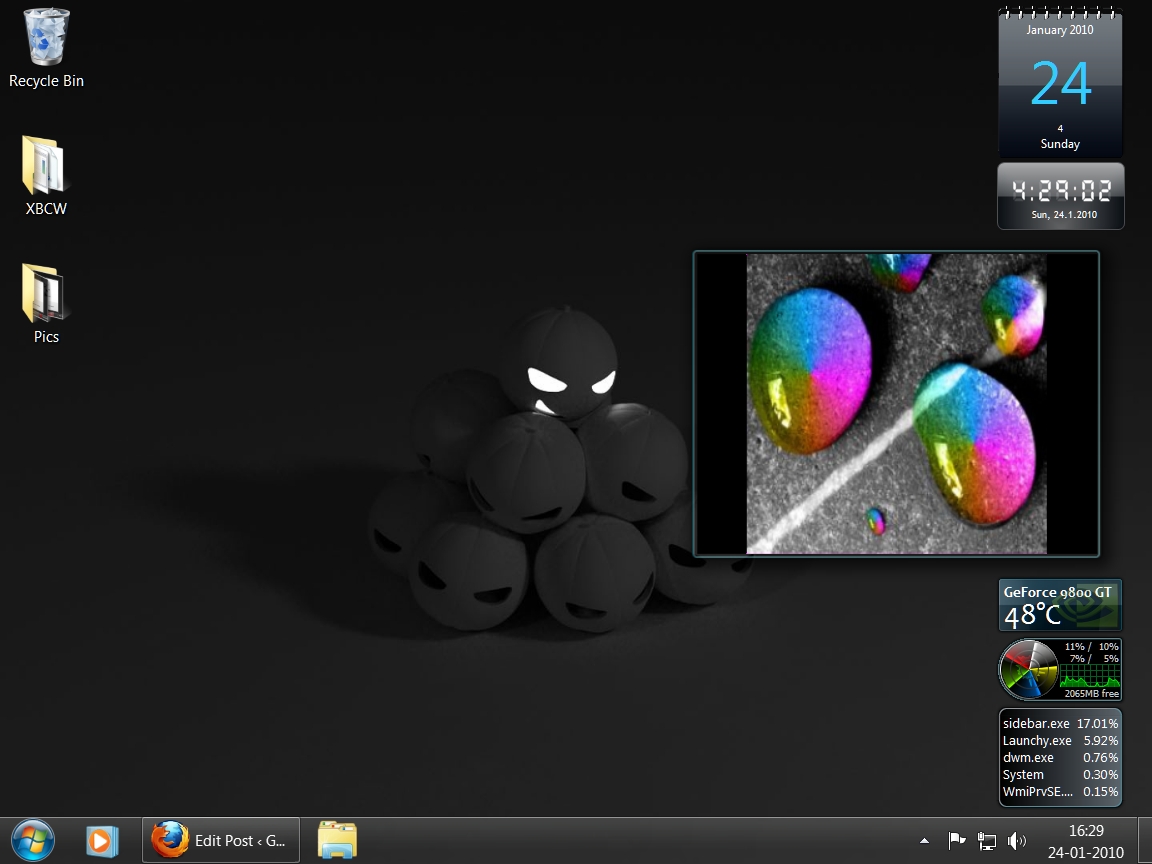 Recycle Bin
XBCW
Pics
January 2010
24
4
Sunday
4:29:02
Sun, 24.1.2010
GeForce 9800 GT
48°C
11% / 10%
7% / 5%
2065MB free
sidebar.exe 17.01%
Launchy.exe 5.92%
dwm.exe 0.76%
System 0.30%
WmiPrvSE.... 0.15%
Edit Post ‹ G...
16:29
24-01-2010